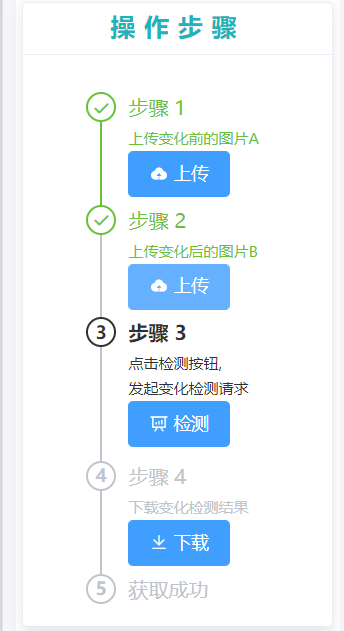 操作步骤
步骤 1
上传变化前的图片A
上传
步骤 2
上传变化后的图片B
上传
3
步骤 3
点击检测按钮,
发起变化检测请求
检测
4
步骤 4
下载变化检测结果
下载
5
获取成功